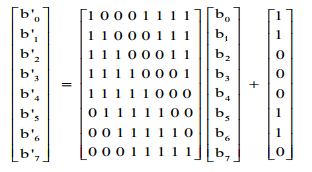 b'₀ 1 0 0 0 1 1 1 1 b₀ 1
b'₁ 1 1 0 0 0 1 1 1 b₁ 1
b'₂ 1 1 1 0 0 0 1 1 b₂ 0
b'₃ = 1 1 1 1 0 0 0 1 b₃ + 0
b'₄ 1 1 1 1 1 0 0 0 b₄ 0
b'₅ 0 1 1 1 1 1 0 0 b₅ 1
b'₆ 0 0 1 1 1 1 1 0 b₆ 1
b'₇ 0 0 0 1 1 1 1 1 b₇ 0